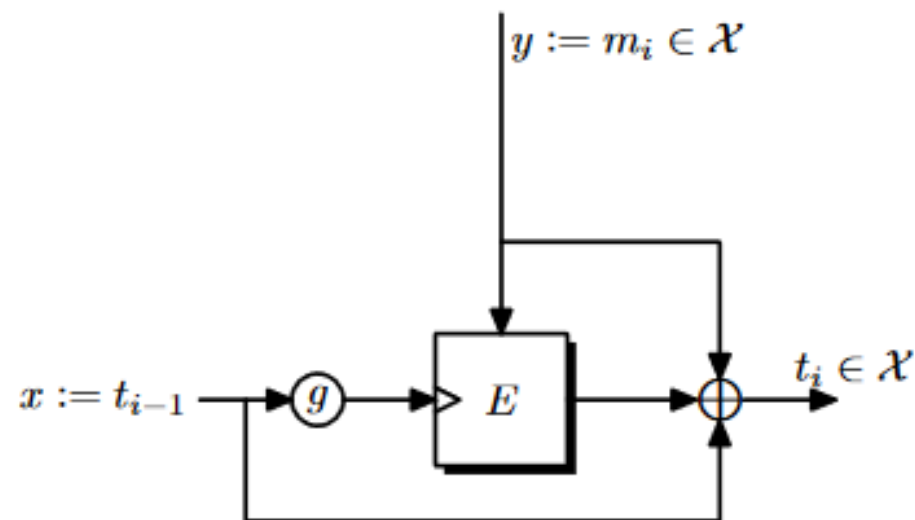 y := m_i ∈ 𝒳
x := t_{i−1}
g
E
t_i ∈ 𝒳